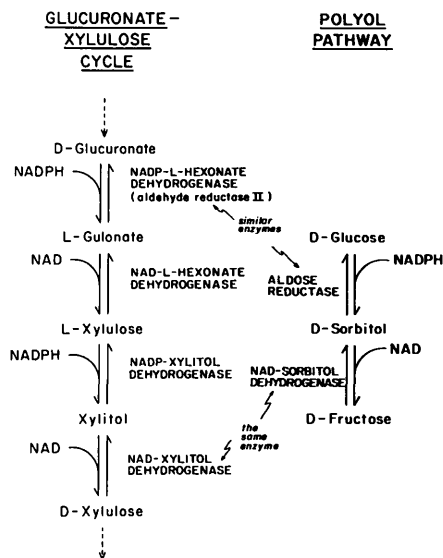 GLUCURONATE-
XYLULOSE
CYCLE
POLYOL
PATHWAY
D-Glucuronate
NADPH
NADP-L-HEXONATE
DEHYDROGENASE
(aldehyde reductase II)
similar
enzymes
L-Gulonate
D-Glucose
NAD
NAD-L-HEXONATE
DEHYDROGENASE
ALDOSE
REDUCTASE
NADPH
L-Xylulose
D-Sorbitol
NADPH
NADP-XYLITOL
DEHYDROGENASE
NAD-SORBITOL
DEHYDROGENASE
NAD
Xylitol
D-Fructose
the
same
enzyme
NAD
NAD-XYLITOL
DEHYDROGENASE
D-Xylulose